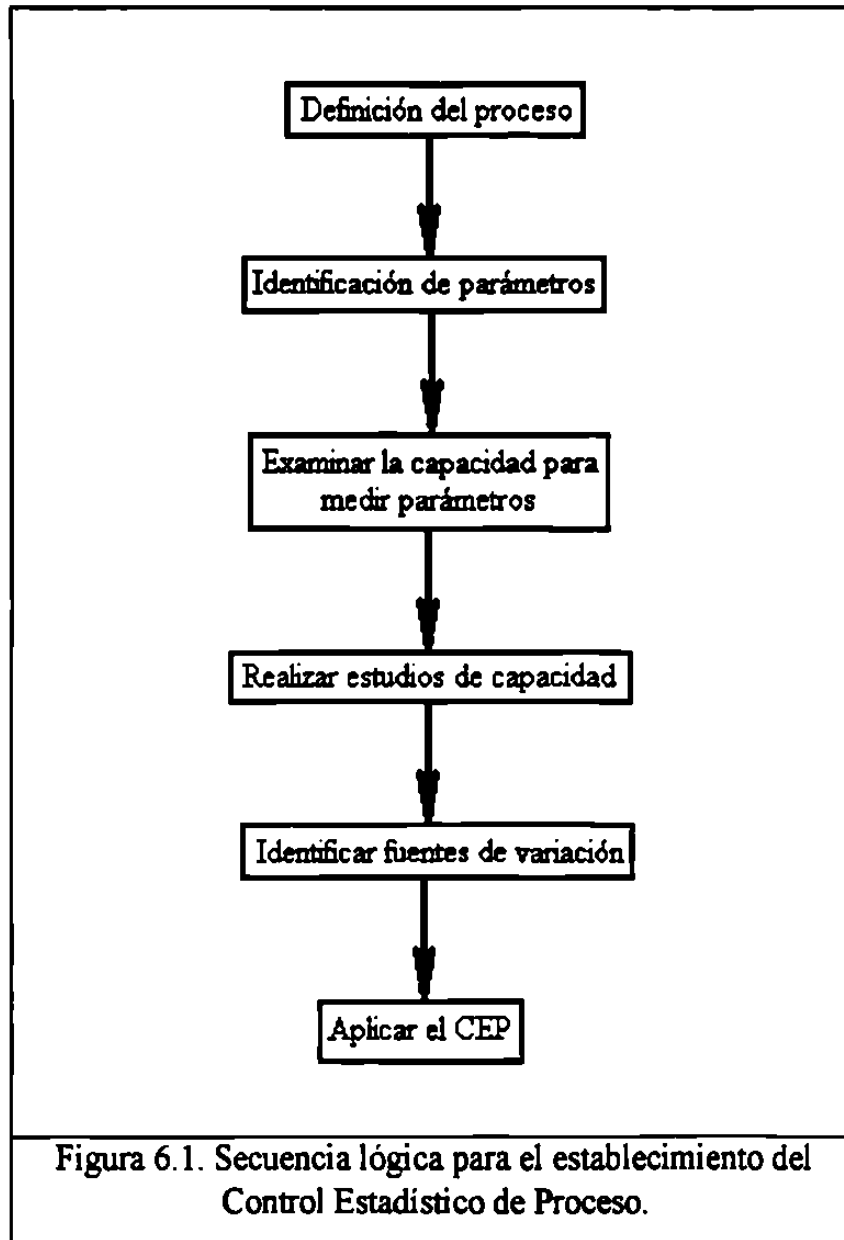 Definición del proceso
Identificación de parámetros
Examinar la capacidad para
medir parámetros
Realizar estudios de capacidad
Identificar fuentes de variación
Aplicar el CEP
Figura 6.1. Secuencia lógica para el establecimiento del
Control Estadístico de Proceso.